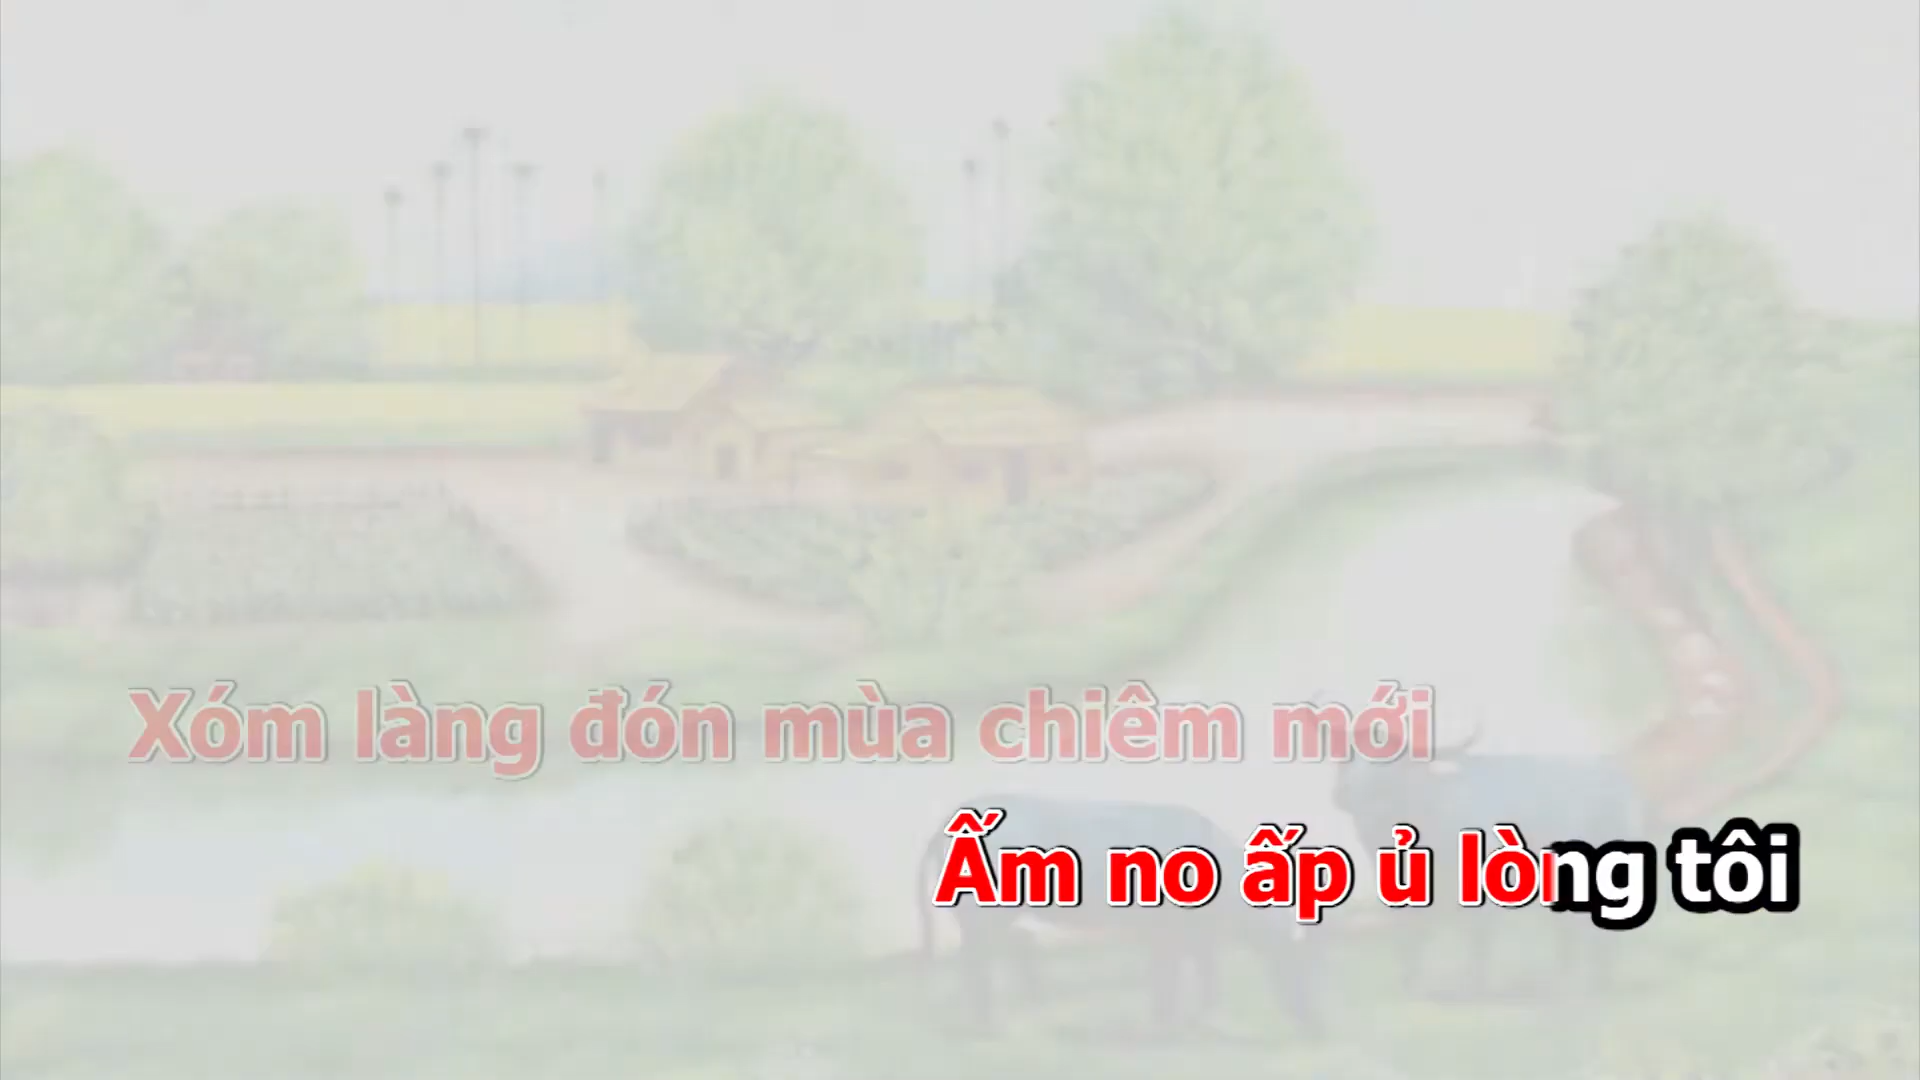 Xóm làng đón mùa chiêm mới
Ấm no ấp ủ lòng tôi